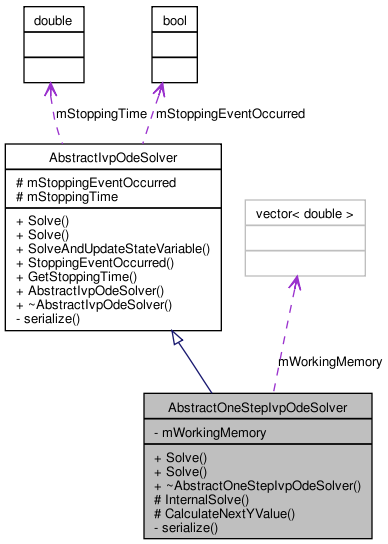 double
bool
mStoppingTime
mStoppingEventOccurred
AbstractIvpOdeSolver
# mStoppingEventOccurred
# mStoppingTime
+ Solve()
+ Solve()
+ SolveAndUpdateStateVariable()
+ StoppingEventOccurred()
+ GetStoppingTime()
+ AbstractIvpOdeSolver()
+ ~AbstractIvpOdeSolver()
- serialize()
vector< double >
mWorkingMemory
AbstractOneStepIvpOdeSolver
- mWorkingMemory
+ Solve()
+ Solve()
+ ~AbstractOneStepIvpOdeSolver()
# InternalSolve()
# CalculateNextYValue()
- serialize()